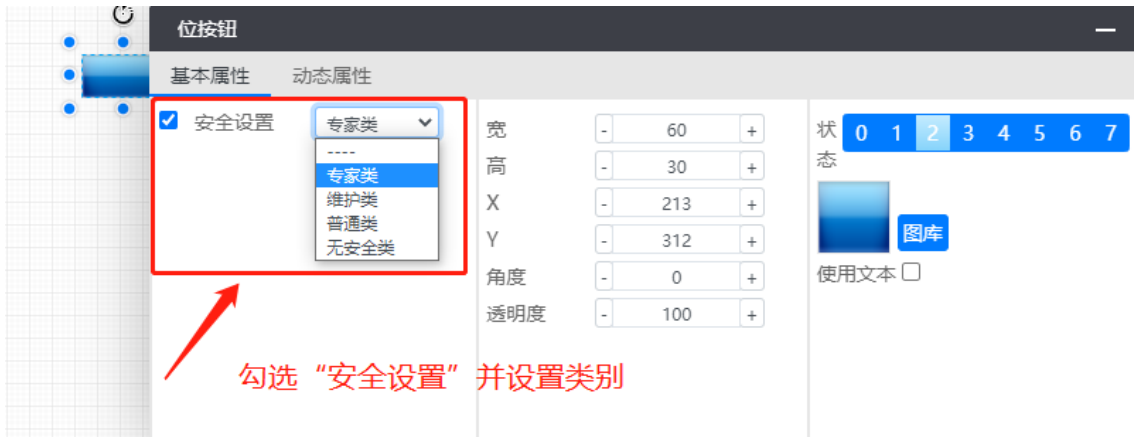 位按钮
基本属性 动态属性
安全设置 专家类
----
专家类
维护类
普通类
无安全类
宽 - 60 +
高 - 30 +
X - 213 +
Y - 312 +
角度 - 0 +
透明度 - 100 +
状态 0 1 2 3 4 5 6 7
图库
使用文本
勾选“安全设置”并设置类别